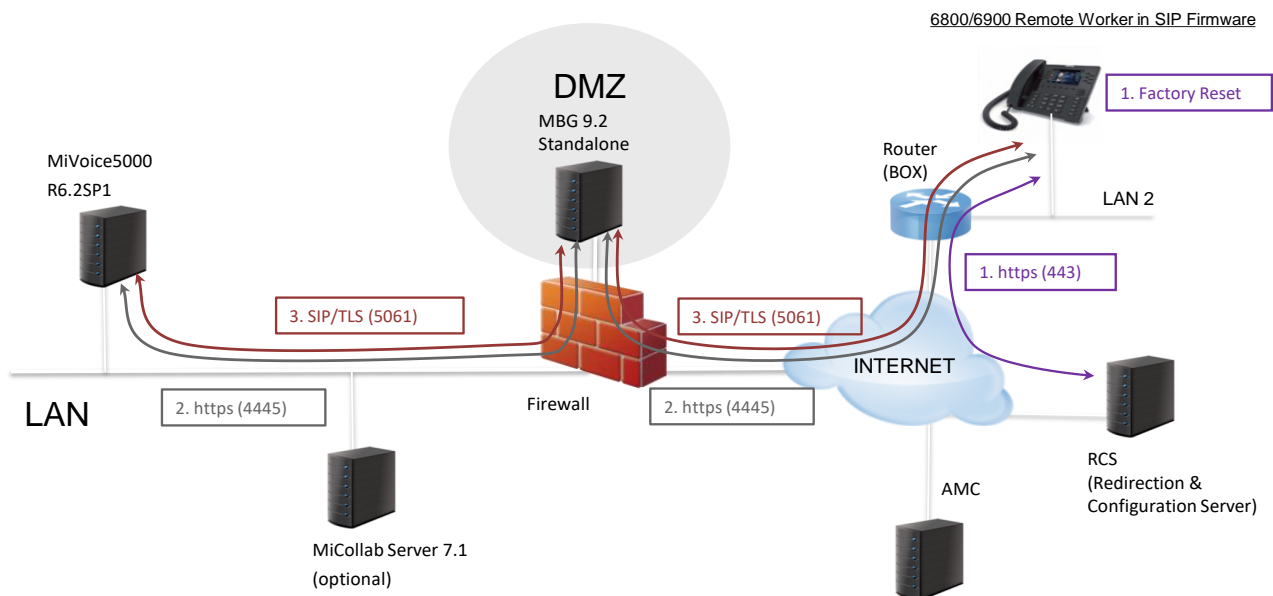 6800/6900 Remote Worker in SIP Firmware
DMZ
MBG 9.2
Standalone
1. Factory Reset
MiVoice5000
R6.2SP1
Router
(BOX)
LAN 2
1. https (443)
3. SIP/TLS (5061)
3. SIP/TLS (5061)
INTERNET
LAN
2. https (4445)
Firewall
2. https (4445)
RCS
(Redirection &
Configuration Server)
AMC
MiCollab Server 7.1
(optional)